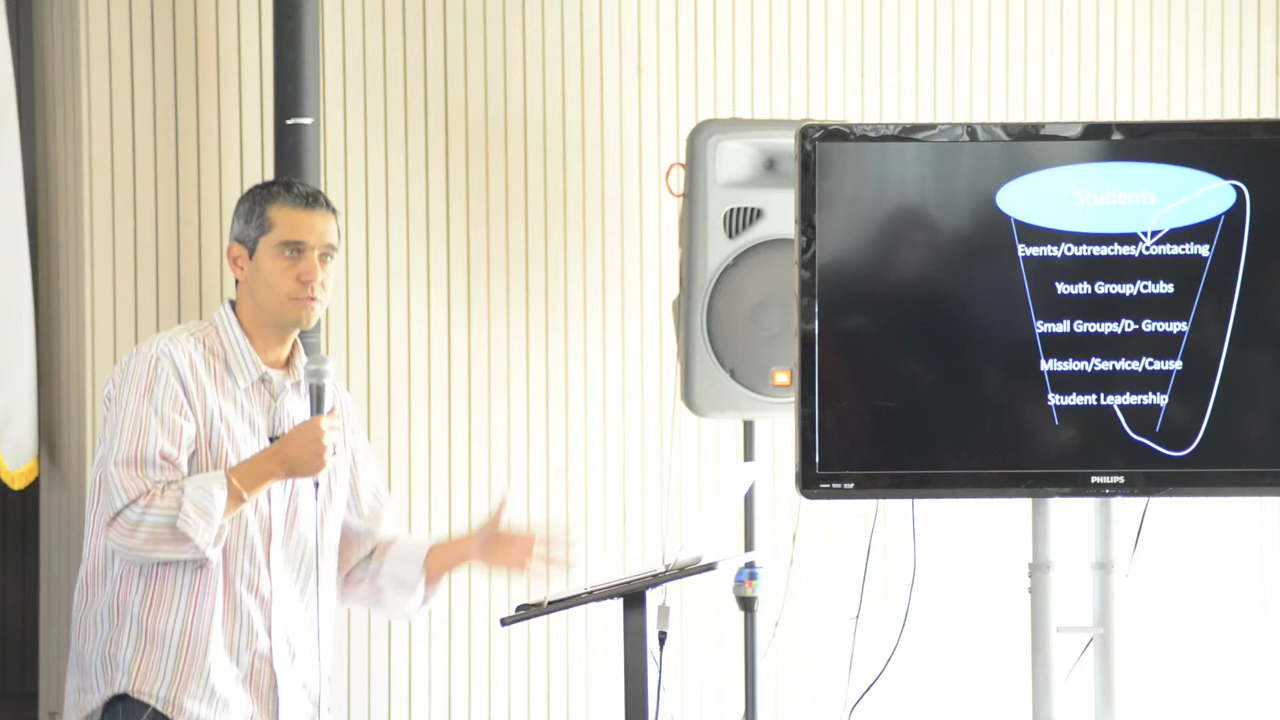 Students
Events/Outreaches/Contacting
Youth Group/Clubs
Small Groups/D- Groups
Mission/Service/Cause
Student Leadership
PHILIPS